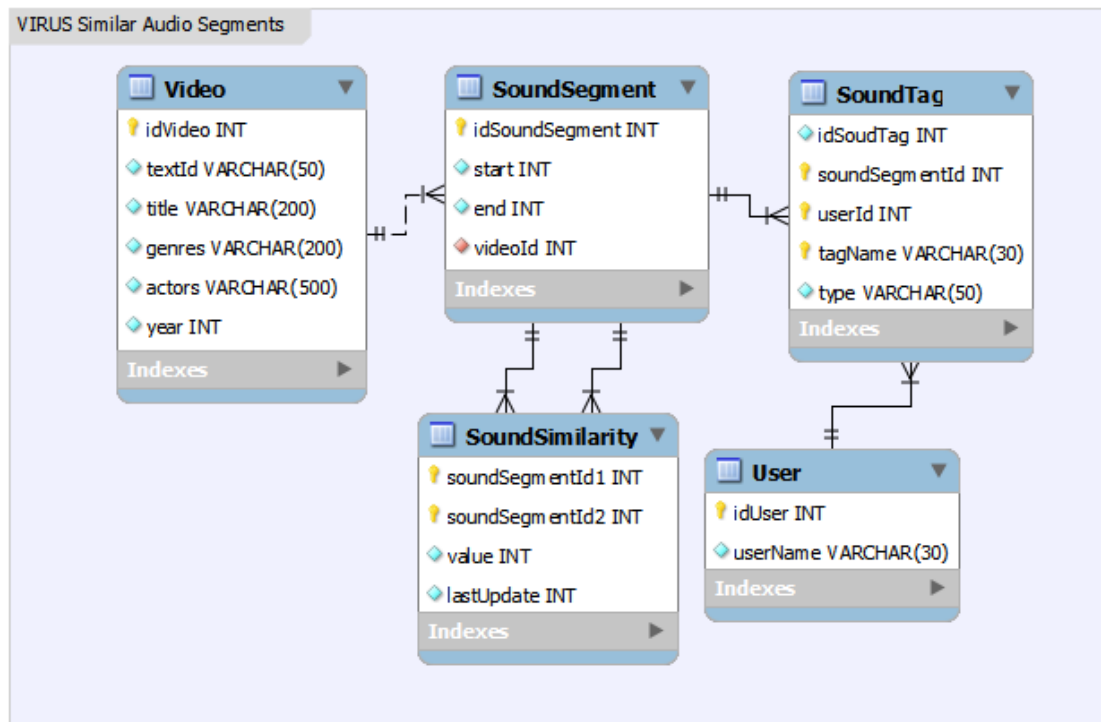 VIRUS Similar Audio Segments
Video
idVideo INT
textId VARCHAR(50)
title VARCHAR(200)
genres VARCHAR(200)
actors VARCHAR(500)
year INT
Indexes
SoundSegment
idSoundSegment INT
start INT
end INT
videoId INT
Indexes
SoundTag
idSoudTag INT
soundSegmentId INT
userId INT
tagName VARCHAR(30)
type VARCHAR(50)
Indexes
SoundSimilarity
soundSegmentId1 INT
soundSegmentId2 INT
value INT
lastUpdate INT
Indexes
User
idUser INT
userName VARCHAR(30)
Indexes